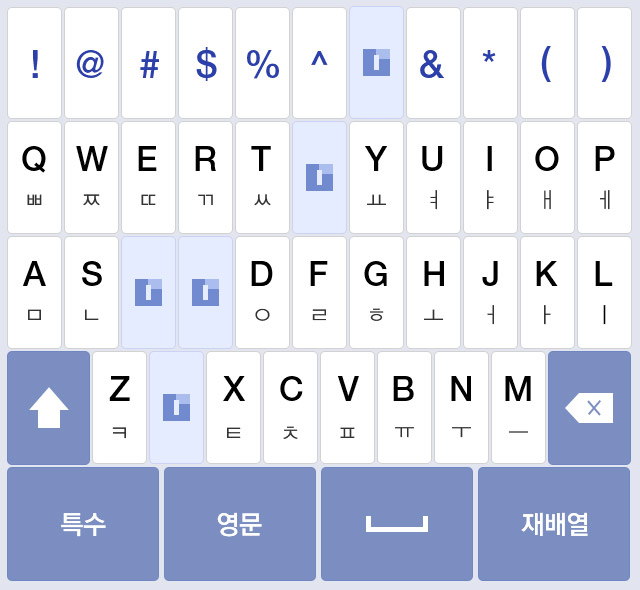 ! @ # $ % ^ & * ( )
Q W E R T Y U I O P
ㅃ ㅉ ㄸ ㄲ ㅆ ㅛ ㅕ ㅑ ㅐ ㅔ
A S D F G H J K L
ㅁ ㄴ ㅇ ㄹ ㅎ ㅗ ㅓ ㅏ ㅣ
Z X C V B N M
ㅋ ㅌ ㅊ ㅍ ㅠ ㅜ ㅡ
특수 영문 재배열